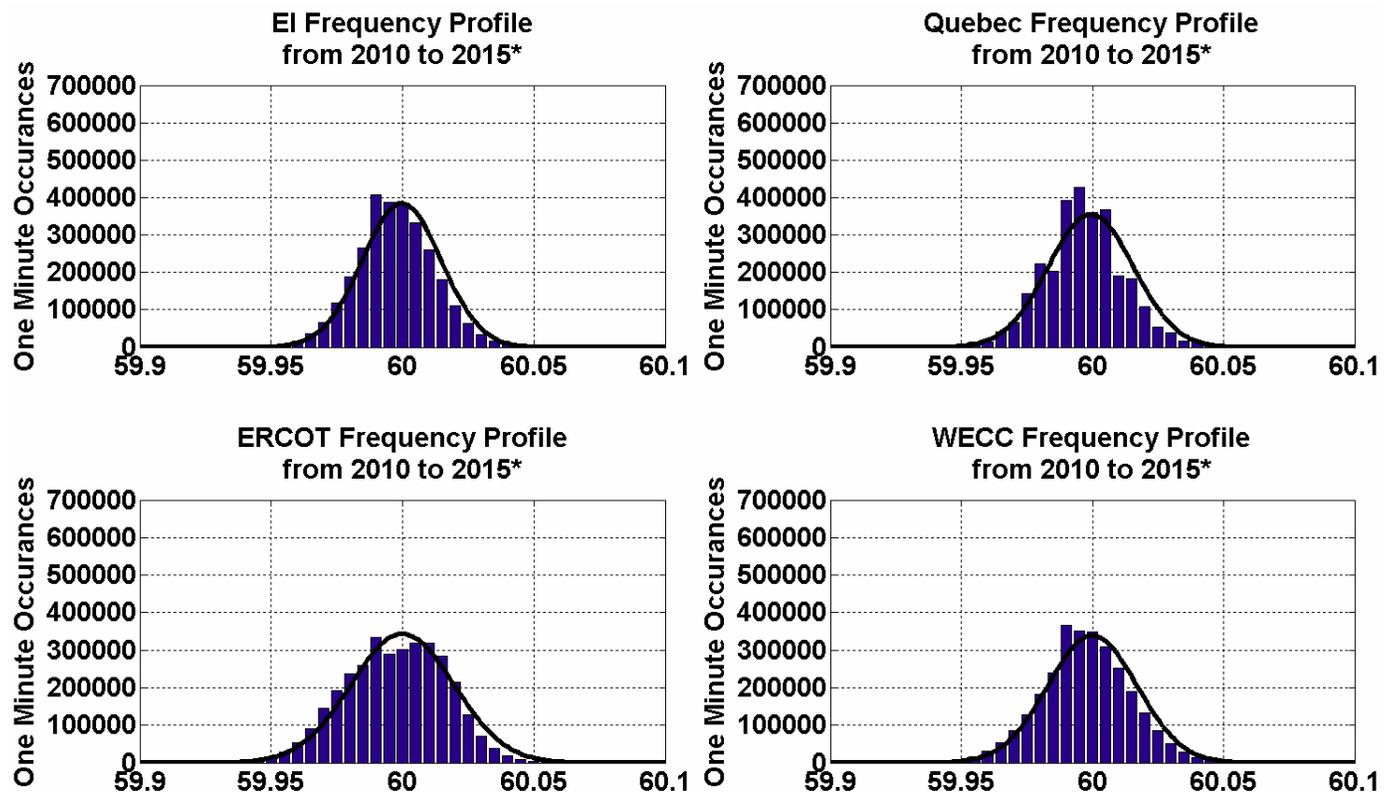 EI Frequency Profile
from 2010 to 2015*
One Minute Occurances
700000
600000
500000
400000
300000
200000
100000
0
59.9 59.95 60 60.05 60.1
Quebec Frequency Profile
from 2010 to 2015*
One Minute Occurances
700000
600000
500000
400000
300000
200000
100000
0
59.9 59.95 60 60.05 60.1
ERCOT Frequency Profile
from 2010 to 2015*
One Minute Occurances
700000
600000
500000
400000
300000
200000
100000
0
59.9 59.95 60 60.05 60.1
WECC Frequency Profile
from 2010 to 2015*
One Minute Occurances
700000
600000
500000
400000
300000
200000
100000
0
59.9 59.95 60 60.05 60.1